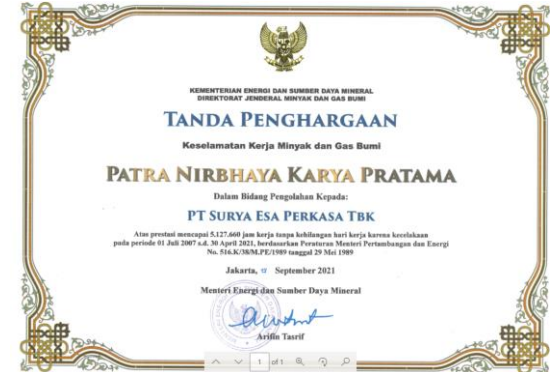 KEMENTERIAN ENERGI DAN SUMBER DAYA MINERAL
DIREKTORAT JENDERAL MINYAK DAN GAS BUMI
TANDA PENGHARGAAN
Keselamatan Kerja Minyak dan Gas Bumi
PATRA NIRBHAYA KARYA PRATAMA
Dalam Bidang Pengolahan Kepada:
PT SURYA ESA PERKASA TBK
Atas prestasi mencapai 5.127.660 jam kerja tanpa kehilangan hari kerja karena kecelakaan
pada periode 01 Juli 2007 s.d. 30 April 2021, berdasarkan Peraturan Menteri Pertambangan dan Energi
No. 516.K/38/M.PE/1989 tanggal 29 Mei 1989
Jakarta, September 2021
Menteri Energi dan Sumber Daya Mineral
Arifin Tasrif
1 of 1